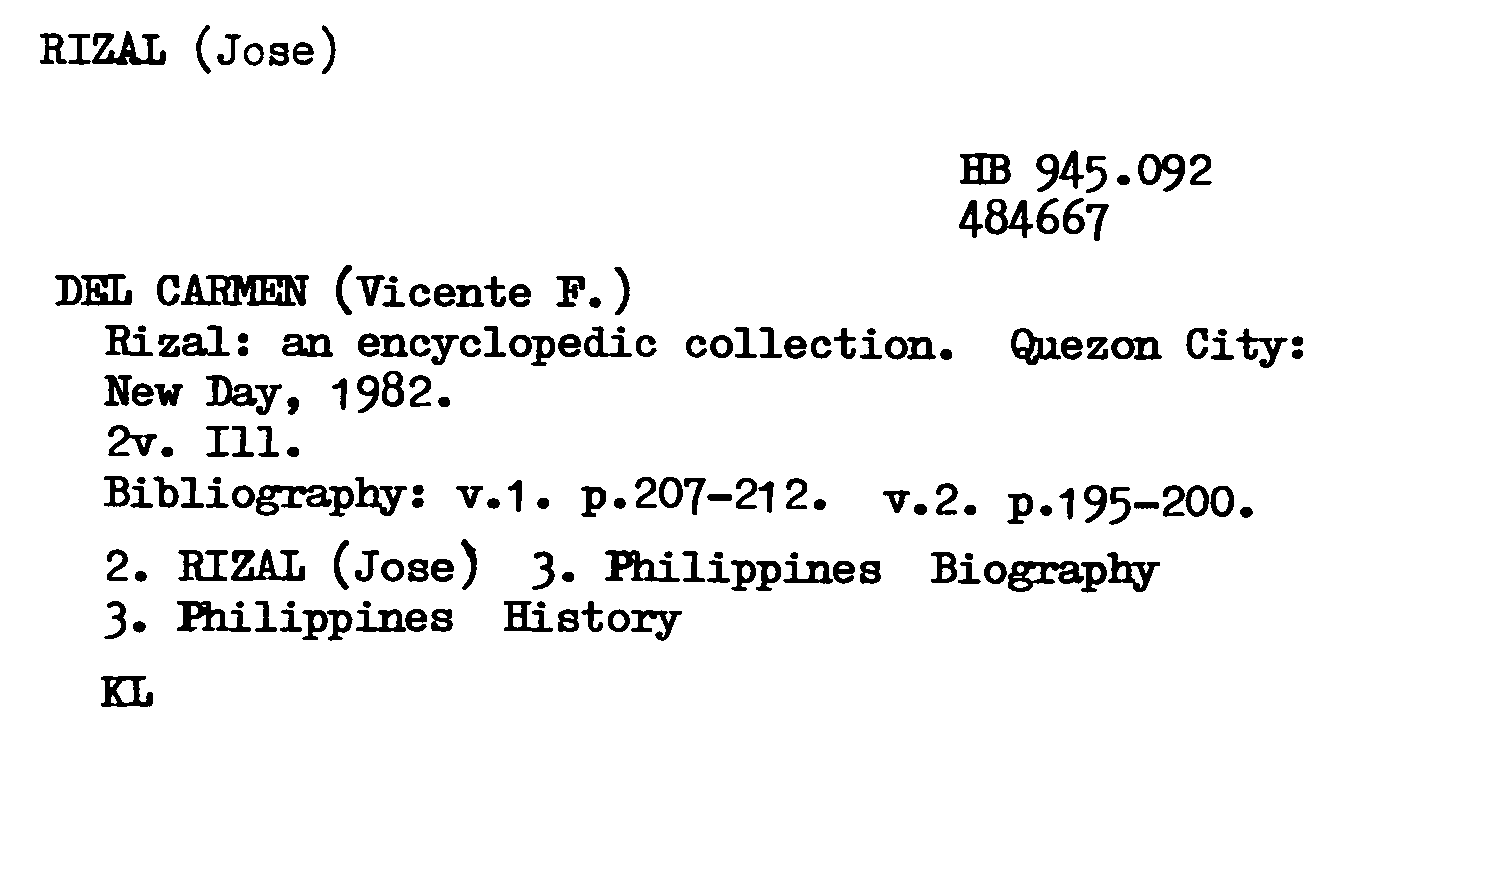 RIZAL (Jose)
HB 945.092
484667
DEL CARMEN (Vicente F.)
Rizal: an encyclopedic collection. Quezon City:
New Day, 1982.
2v. Ill.
Bibliography: v.1. p.207-212. v.2. p.195-200.
2. RIZAL (Jose) 3. Philippines Biography
3. Philippines History
KL